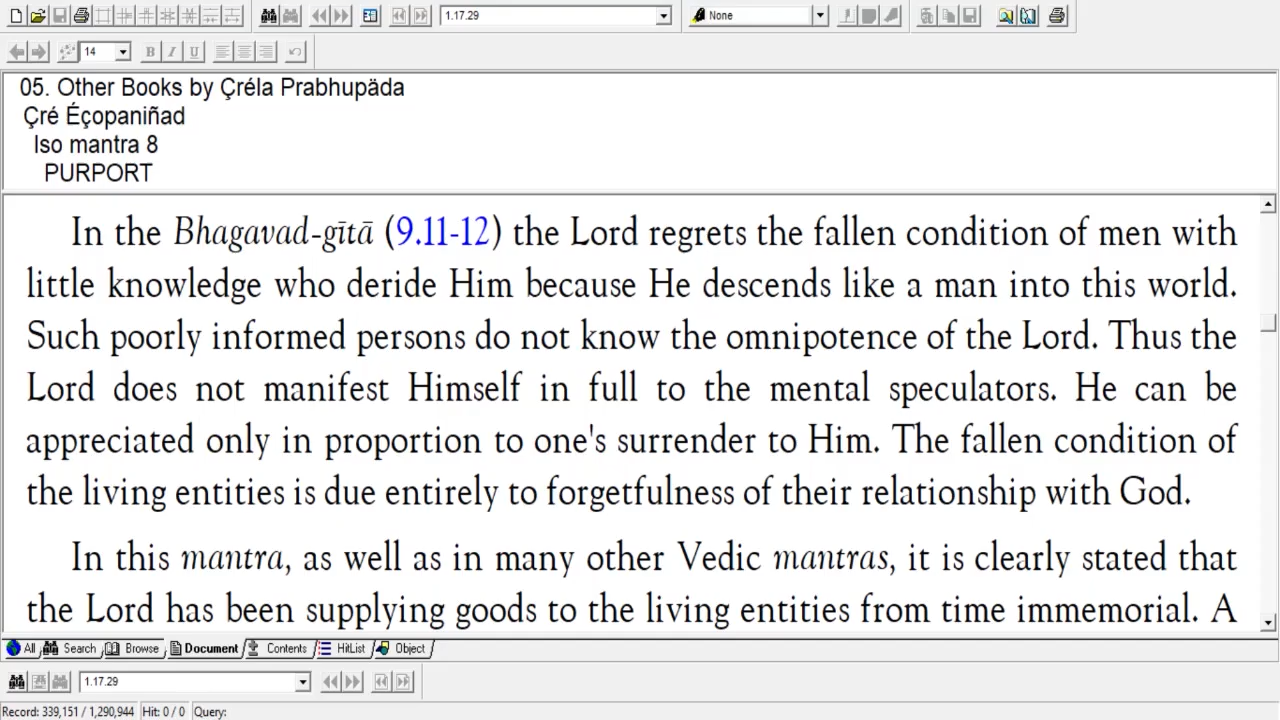 1.17.29
None
14
B I U
05. Other Books by Çréla Prabhupäda
Çré Éçopaniñad
Iso mantra 8
PURPORT
In the Bhagavad-gītā (9.11-12) the Lord regrets the fallen condition of men with
little knowledge who deride Him because He descends like a man into this world.
Such poorly informed persons do not know the omnipotence of the Lord. Thus the
Lord does not manifest Himself in full to the mental speculators. He can be
appreciated only in proportion to one's surrender to Him. The fallen condition of
the living entities is due entirely to forgetfulness of their relationship with God.
In this mantra, as well as in many other Vedic mantras, it is clearly stated that
the Lord has been supplying goods to the living entities from time immemorial. A
All Search Browse Document Contents HitList Object
1.17.29
Record: 339,151 / 1,290,944 Hit: 0 / 0 Query: